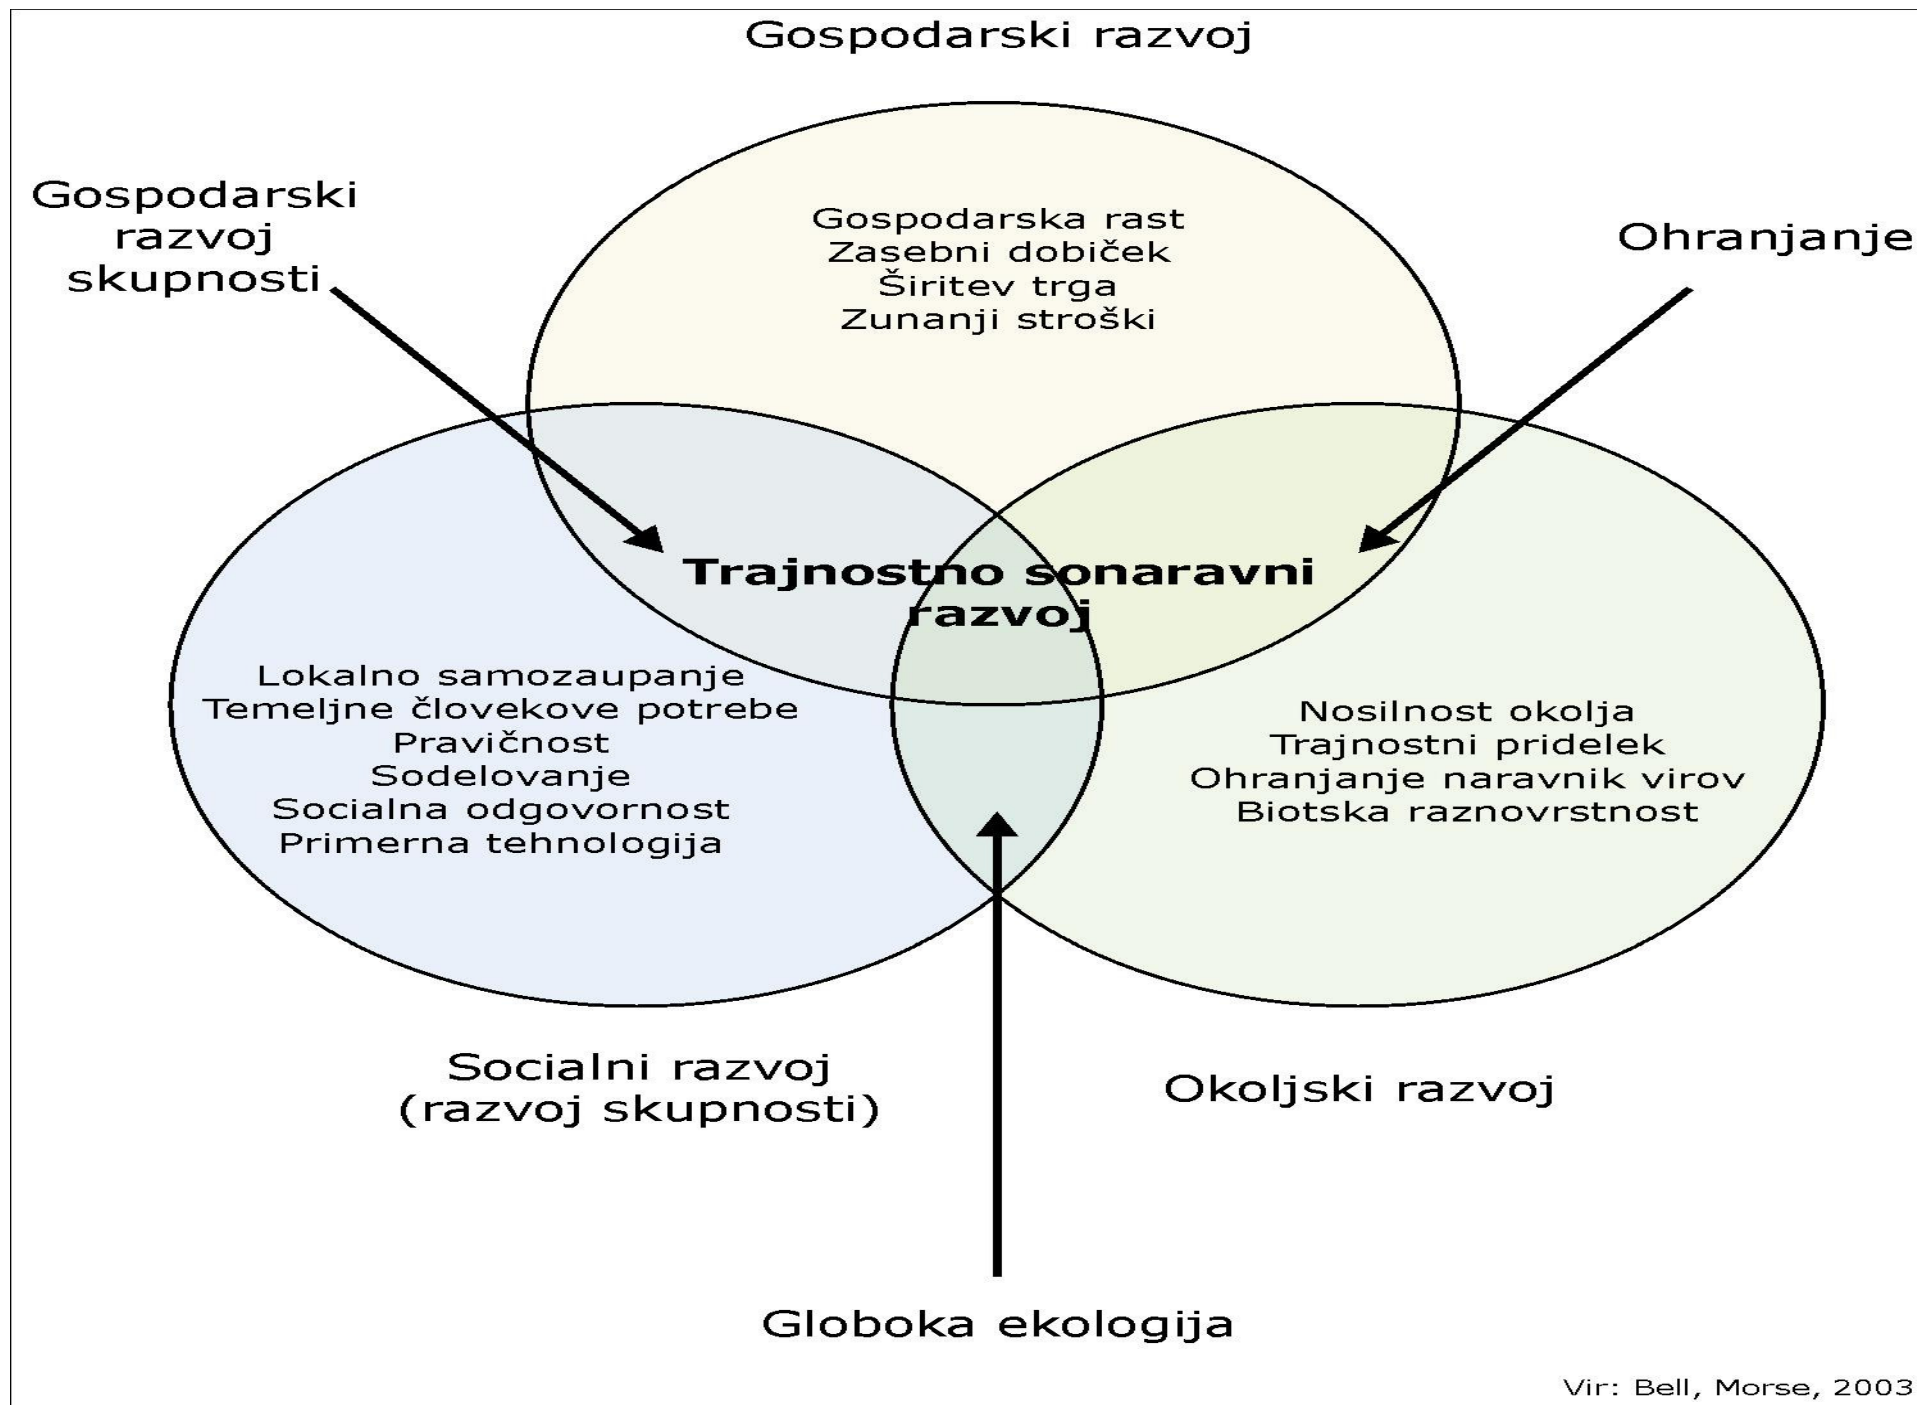 Gospodarski razvoj
Gospodarski
razvoj
skupnosti
Gospodarska rast
Zasebni dobiček
Širitev trga
Zunanji stroški
Ohranjanje
Trajnostno sonaravni
razvoj
Lokalno samozaupanje
Temeljne človekove potrebe
Pravičnost
Sodelovanje
Socialna odgovornost
Primerna tehnologija
Nosilnost okolja
Trajnostni pridelek
Ohranjanje naravnik virov
Biotska raznovrstnost
Socialni razvoj
(razvoj skupnosti)
Okoljski razvoj
Globoka ekologija
Vir: Bell, Morse, 2003